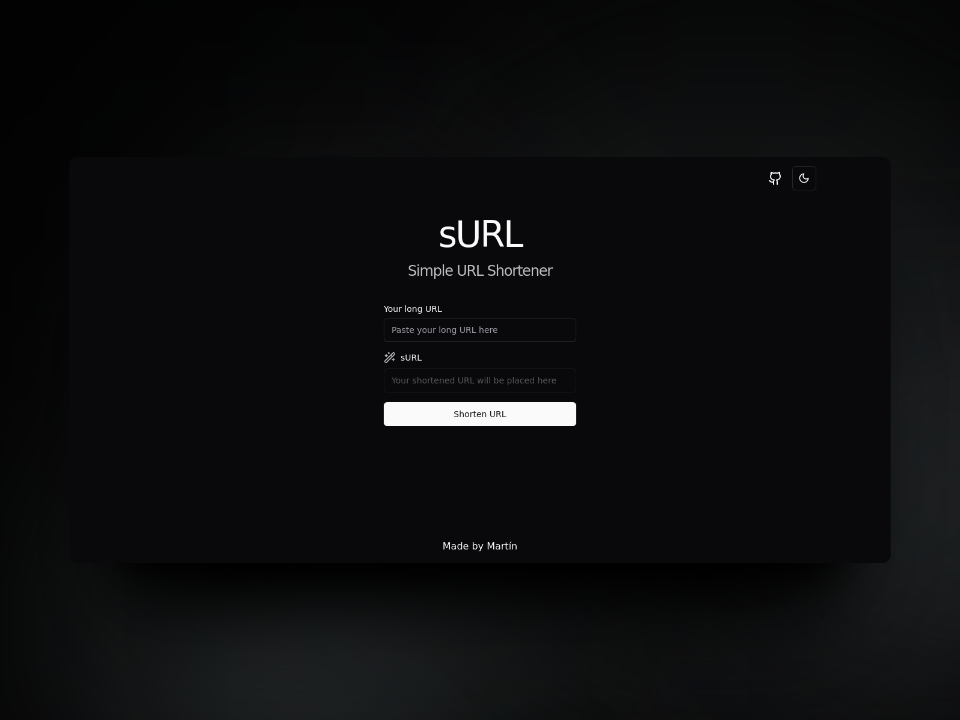 sURL
Simple URL Shortener
Your long URL
Paste your long URL here
sURL
Your shortened URL will be placed here
Shorten URL
Made by Martín